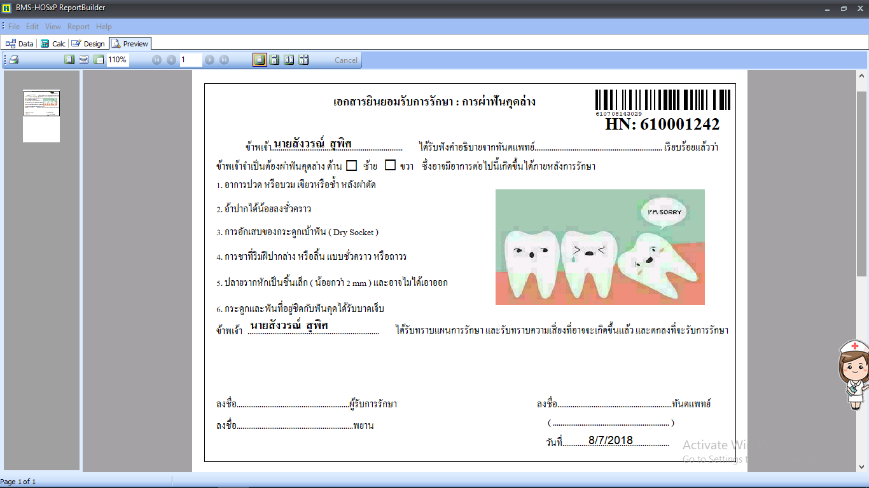 BMS-HOSxP ReportBuilder
File Edit View Report Help
Data Calc Design Preview
110% 1 Cancel
เอกสารยินยอมรับการรักษา : การผ่าฟันคุดล่าง
610708143029
HN: 610001242
ข้าพเจ้า นายสังวรณ์ สุพิศ ได้รับฟังคำอธิบายจากทันตแพทย์ เรียบร้อยแล้วว่า
ข้าพเจ้าจำเป็นต้องผ่าฟันคุดล่าง ด้าน ซ้าย ขวา ซึ่งอาจมีอาการต่อไปนี้เกิดขึ้นได้ภายหลังการรักษา
1. อาการปวด หรือบวม เขียวหรือช้ำ หลังผ่าตัด
2. อ้าปากได้น้อยลงชั่วคราว
I'M SORRY
3. การอักเสบของกระดูกเบ้าฟัน ( Dry Socket )
4. การชาที่ริมฝีปากล่าง หรือลิ้น แบบชั่วคราว หรือถาวร
5. ปลายรากหักเป็นชิ้นเล็ก ( น้อยกว่า 2 mm ) และอาจไม่ได้เอาออก
6. กระดูกและฟันที่อยู่ชิดกับฟันคุดได้รับบาดเจ็บ
ข้าพเจ้า นายสังวรณ์ สุพิศ ได้รับทราบแผนการรักษา และรับทราบความเสี่ยงที่อาจจะเกิดขึ้นแล้ว และตกลงที่จะรับการรักษา
ลงชื่อ ผู้รับการรักษา ลงชื่อ ทันตแพทย์
ลงชื่อ พยาน ( )
วันที่ 8/7/2018
Activate Wi
Go to Settings t
Page 1 of 1